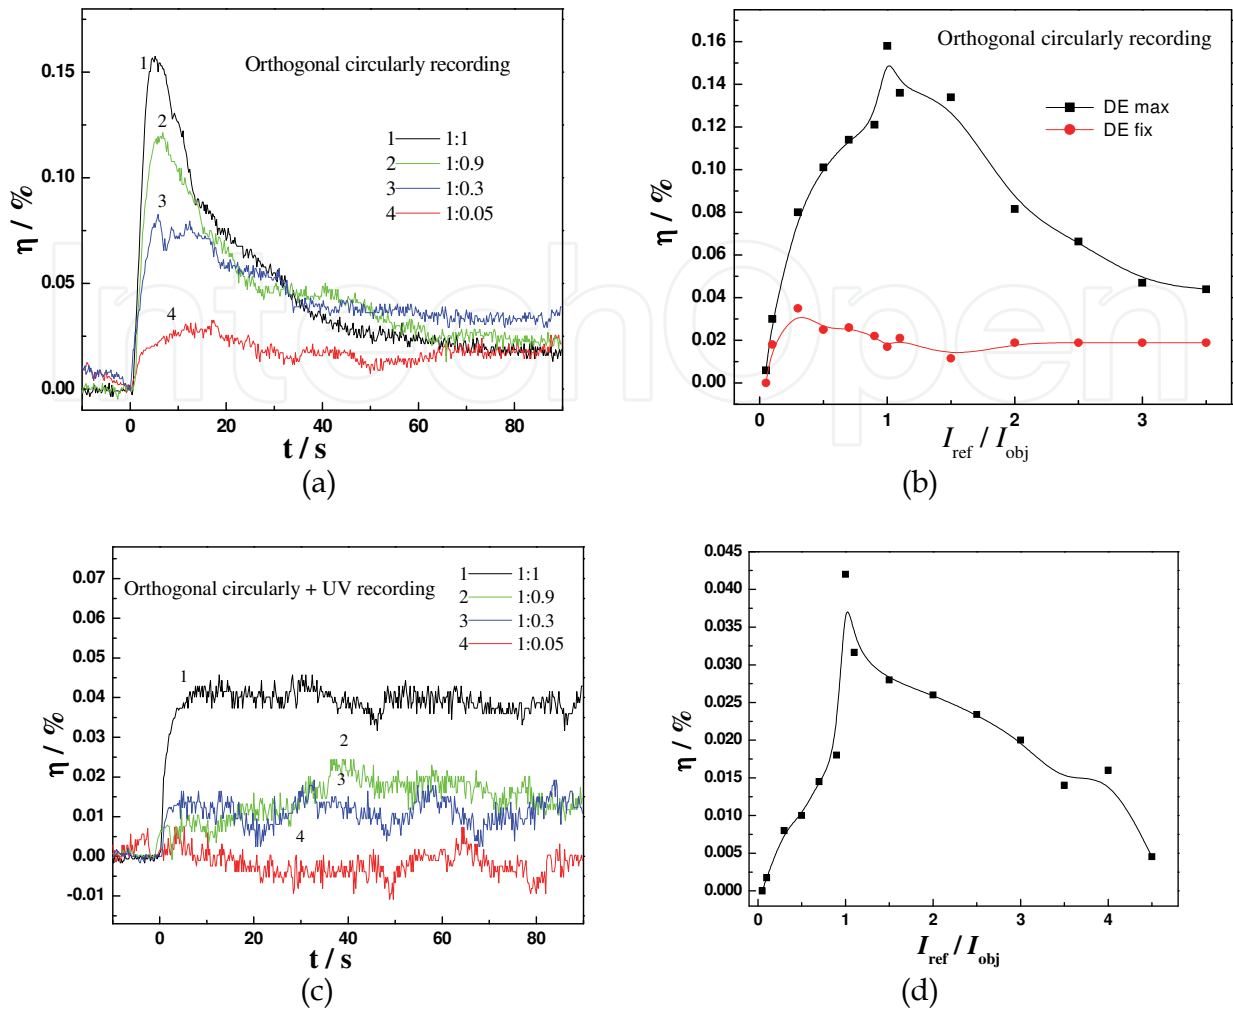 Orthogonal circularly recording
1 1:1
2 1:0.9
3 1:0.3
4 1:0.05
1
2
3
4
0.15
0.10
0.05
0.00
η / %
0 20 40 60 80
t / s
(a)
Orthogonal circularly recording
DE max
DE fix
0.16
0.14
0.12
0.10
0.08
0.06
0.04
0.02
0.00
η / %
0 1 2 3
I_ref / I_obj
(b)
IntechOpen
Orthogonal circularly + UV recording
1 1:1
2 1:0.9
3 1:0.3
4 1:0.05
1
2
3
4
0.07
0.06
0.05
0.04
0.03
0.02
0.01
0.00
-0.01
η / %
0 20 40 60 80
t / s
(c)
0.045
0.040
0.035
0.030
0.025
0.020
0.015
0.010
0.005
0.000
η / %
0 1 2 3 4
I_ref / I_obj
(d)